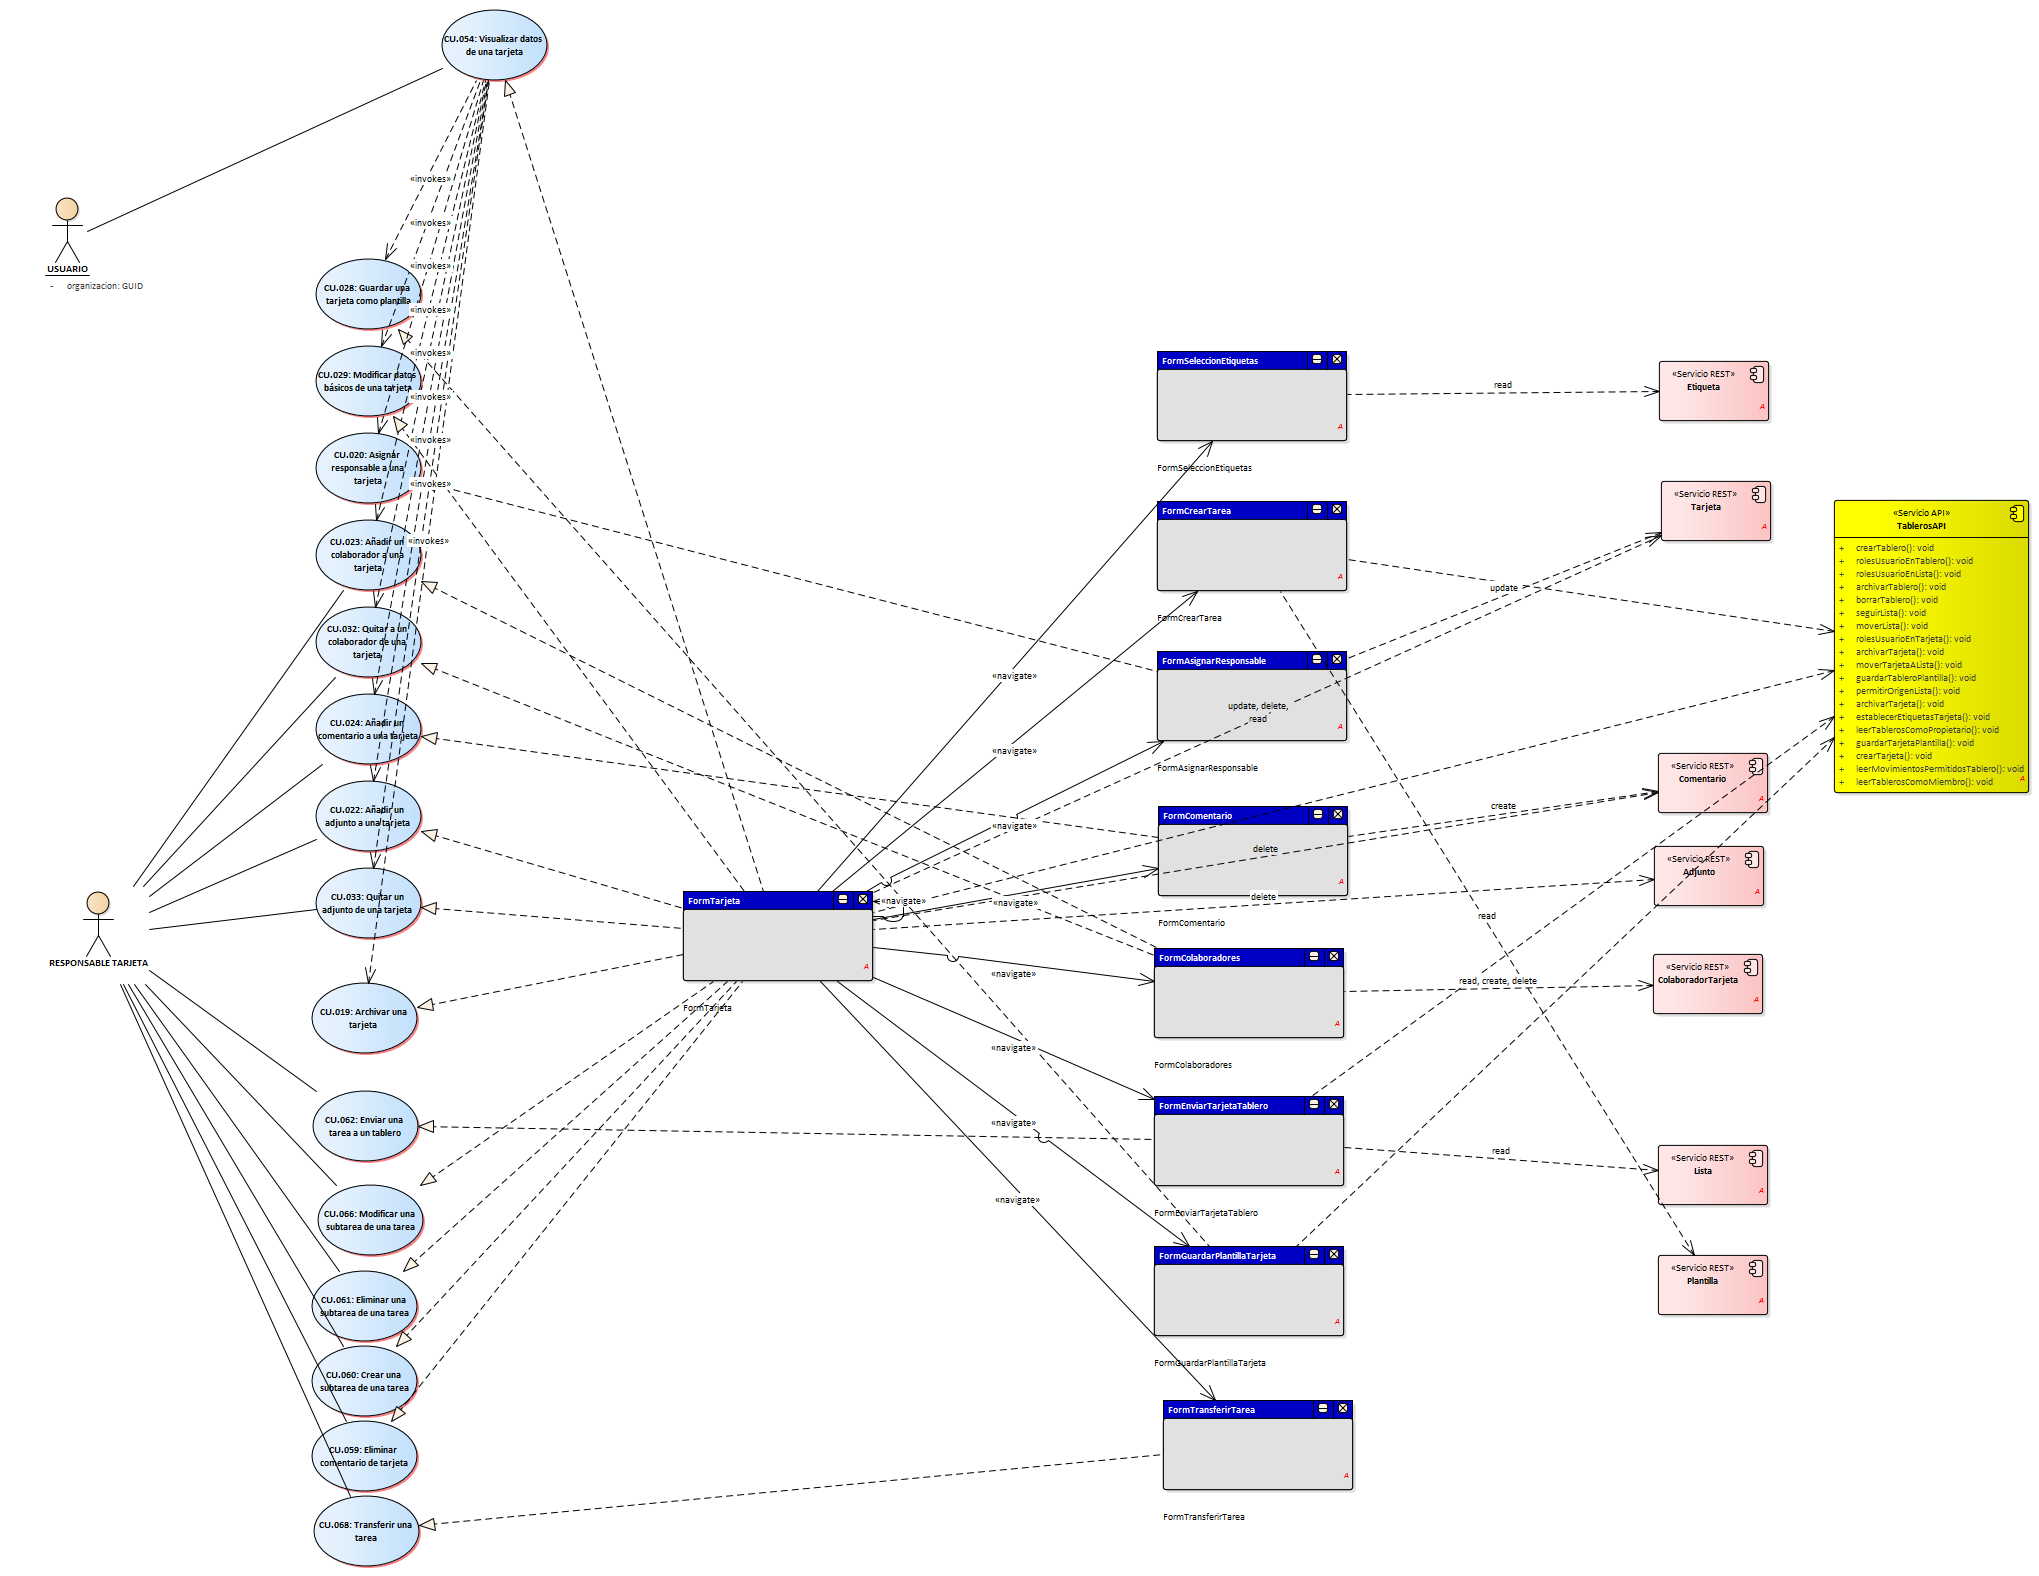 CU.054: Visualizar datos
de una tarjeta
USUARIO
- organizacion: GUID
«invokes»
«invokes»
«invokes»
«invokes»
«invokes»
«invokes»
«invokes»
«invokes»
«invokes»
CU.028: Guardar una
tarjeta como plantilla
CU.029: Modificar datos
básicos de una tarjeta
CU.020: Asignar
responsable a una
tarjeta
CU.023: Añadir un
colaborador a una
tarjeta
CU.032: Quitar a un
colaborador de una
tarjeta
CU.024: Añadir un
comentario a una tarjeta
CU.022: Añadir un
adjunto a una tarjeta
CU.033: Quitar un
adjunto de una tarjeta
RESPONSABLE TARJETA
CU.019: Archivar una
tarjeta
CU.062: Enviar una
tarea a un tablero
CU.066: Modificar una
subtarea de una tarea
CU.061: Eliminar una
subtarea de una tarea
CU.060: Crear una
subtarea de una tarea
CU.059: Eliminar
comentario de tarjeta
CU.068: Transferir una
tarea
FormTarjeta
A
FormTarjeta
«navigate»
«navigate»
«navigate»
«navigate»
«navigate»
«navigate»
«navigate»
«navigate»
«navigate»
FormSeleccionEtiquetas
A
FormSeleccionEtiquetas
FormCrearTarea
A
FormCrearTarea
FormAsignarResponsable
update, delete,
read
A
FormAsignarResponsable
FormComentario
delete
A
FormComentario
delete
FormColaboradores
A
FormColaboradores
FormEnviarTarjetaTablero
A
FormEnviarTarjetaTablero
FormGuardarPlantillaTarjeta
A
FormGuardarPlantillaTarjeta
FormTransferirTarea
A
FormTransferirTarea
read
update
create
read
read, create, delete
read
«Servicio REST»
Etiqueta
A
«Servicio REST»
Tarjeta
A
«Servicio REST»
Comentario
A
«Servicio REST»
Adjunto
A
«Servicio REST»
ColaboradorTarjeta
A
«Servicio REST»
Lista
A
«Servicio REST»
Plantilla
A
«Servicio API»
TablerosAPI
+ crearTablero(): void
+ rolesUsuarioEnTablero(): void
+ rolesUsuarioEnLista(): void
+ archivarTablero(): void
+ borrarTablero(): void
+ seguirLista(): void
+ moverLista(): void
+ rolesUsuarioEnTarjeta(): void
+ archivarTarjeta(): void
+ moverTarjetaALista(): void
+ guardarTableroPlantilla(): void
+ permitirOrigenLista(): void
+ archivarTarjeta(): void
+ establecerEtiquetasTarjeta(): void
+ leerTablerosComoPropietario(): void
+ guardarTarjetaPlantilla(): void
+ crearTarjeta(): void
+ leerMovimientosPermitidosTablero(): void
+ leerTablerosComoMiembro(): void
A